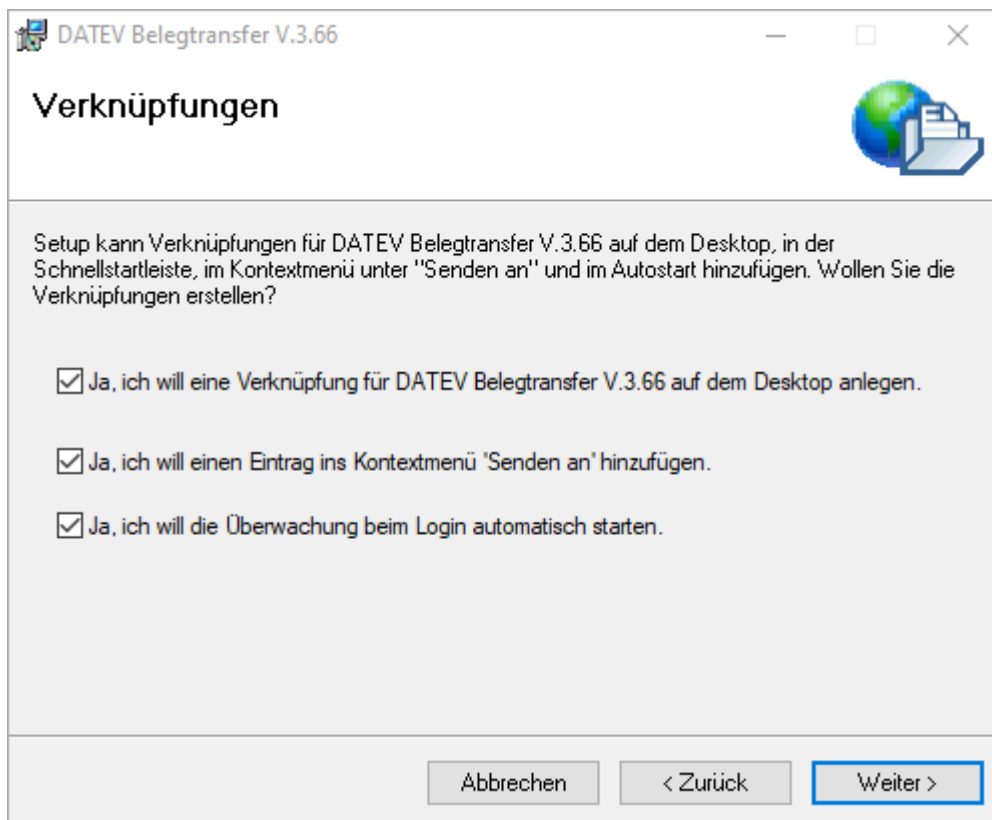 DATEV Belegtransfer V.3.66
Verknüpfungen
Setup kann Verknüpfungen für DATEV Belegtransfer V.3.66 auf dem Desktop, in der
Schnellstartleiste, im Kontextmenü unter "Senden an" und im Autostart hinzufügen. Wollen Sie die
Verknüpfungen erstellen?
Ja, ich will eine Verknüpfung für DATEV Belegtransfer V.3.66 auf dem Desktop anlegen.
Ja, ich will einen Eintrag ins Kontextmenü 'Senden an' hinzufügen.
Ja, ich will die Überwachung beim Login automatisch starten.
Abbrechen < Zurück Weiter >